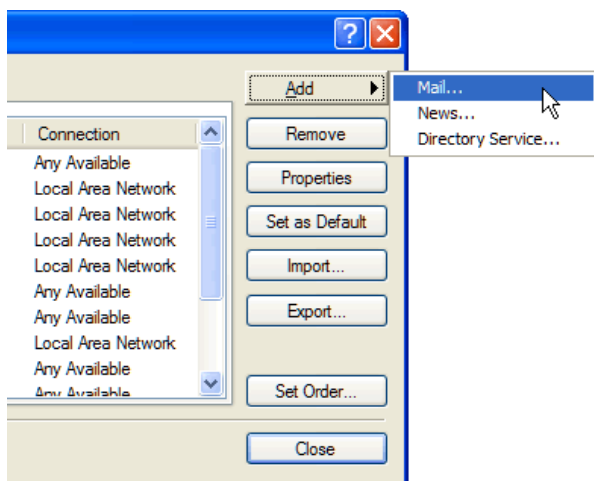 ?
Add
Mail...
News...
Directory Service...
Connection
Any Available
Local Area Network
Local Area Network
Local Area Network
Local Area Network
Any Available
Any Available
Local Area Network
Any Available
Any Available
Remove
Properties
Set as Default
Import...
Export...
Set Order...
Close